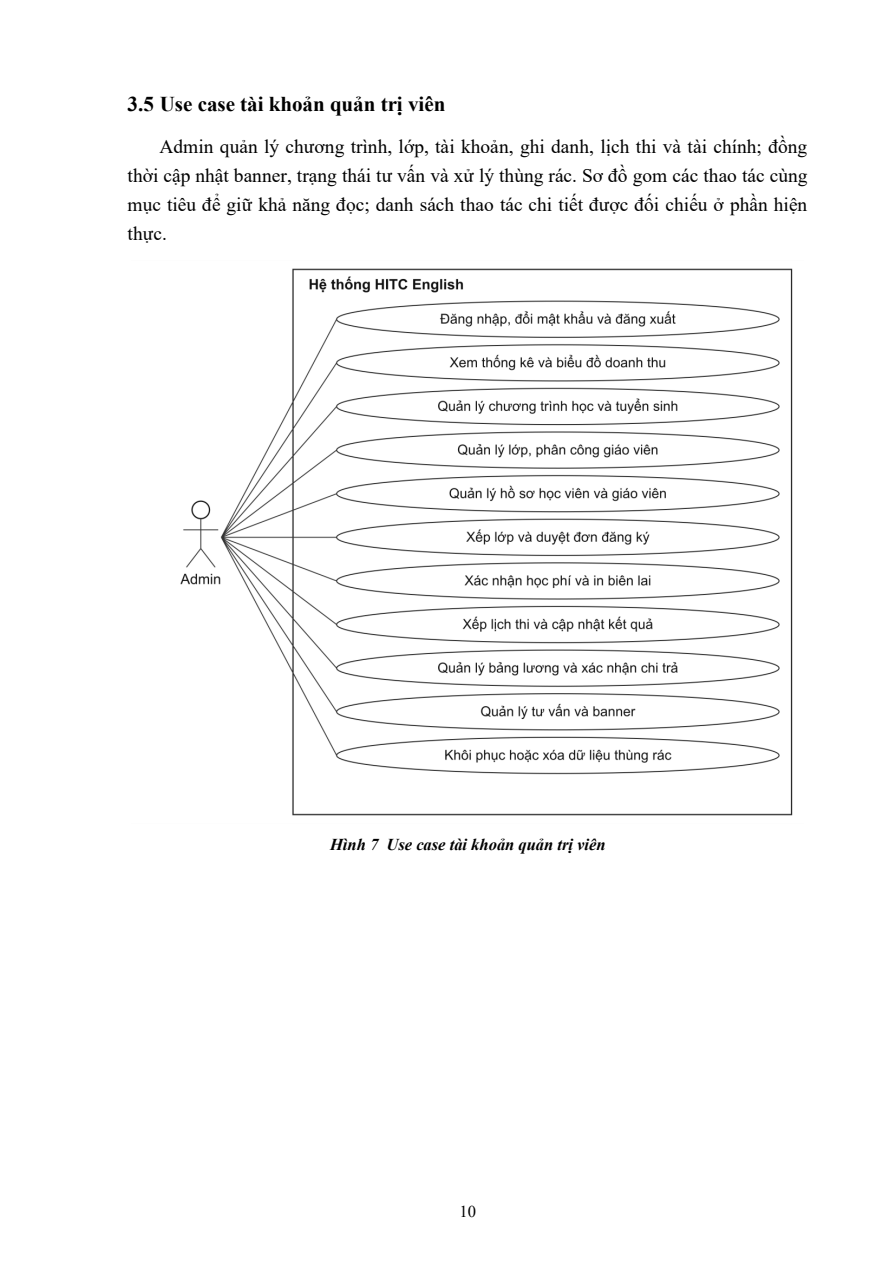 3.5 Use case tài khoản quản trị viên
Admin quản lý chương trình, lớp, tài khoản, ghi danh, lịch thi và tài chính; đồng
thời cập nhật banner, trạng thái tư vấn và xử lý thùng rác. Sơ đồ gom các thao tác cùng
mục tiêu để giữ khả năng đọc; danh sách thao tác chi tiết được đối chiếu ở phần hiện
thực.
Hệ thống HITC English
Đăng nhập, đổi mật khẩu và đăng xuất
Xem thống kê và biểu đồ doanh thu
Quản lý chương trình học và tuyển sinh
Quản lý lớp, phân công giáo viên
Quản lý hồ sơ học viên và giáo viên
Xếp lớp và duyệt đơn đăng ký
Admin
Xác nhận học phí và in biên lai
Xếp lịch thi và cập nhật kết quả
Quản lý bảng lương và xác nhận chi trả
Quản lý tư vấn và banner
Khôi phục hoặc xóa dữ liệu thùng rác
Hình 7 Use case tài khoản quản trị viên
10